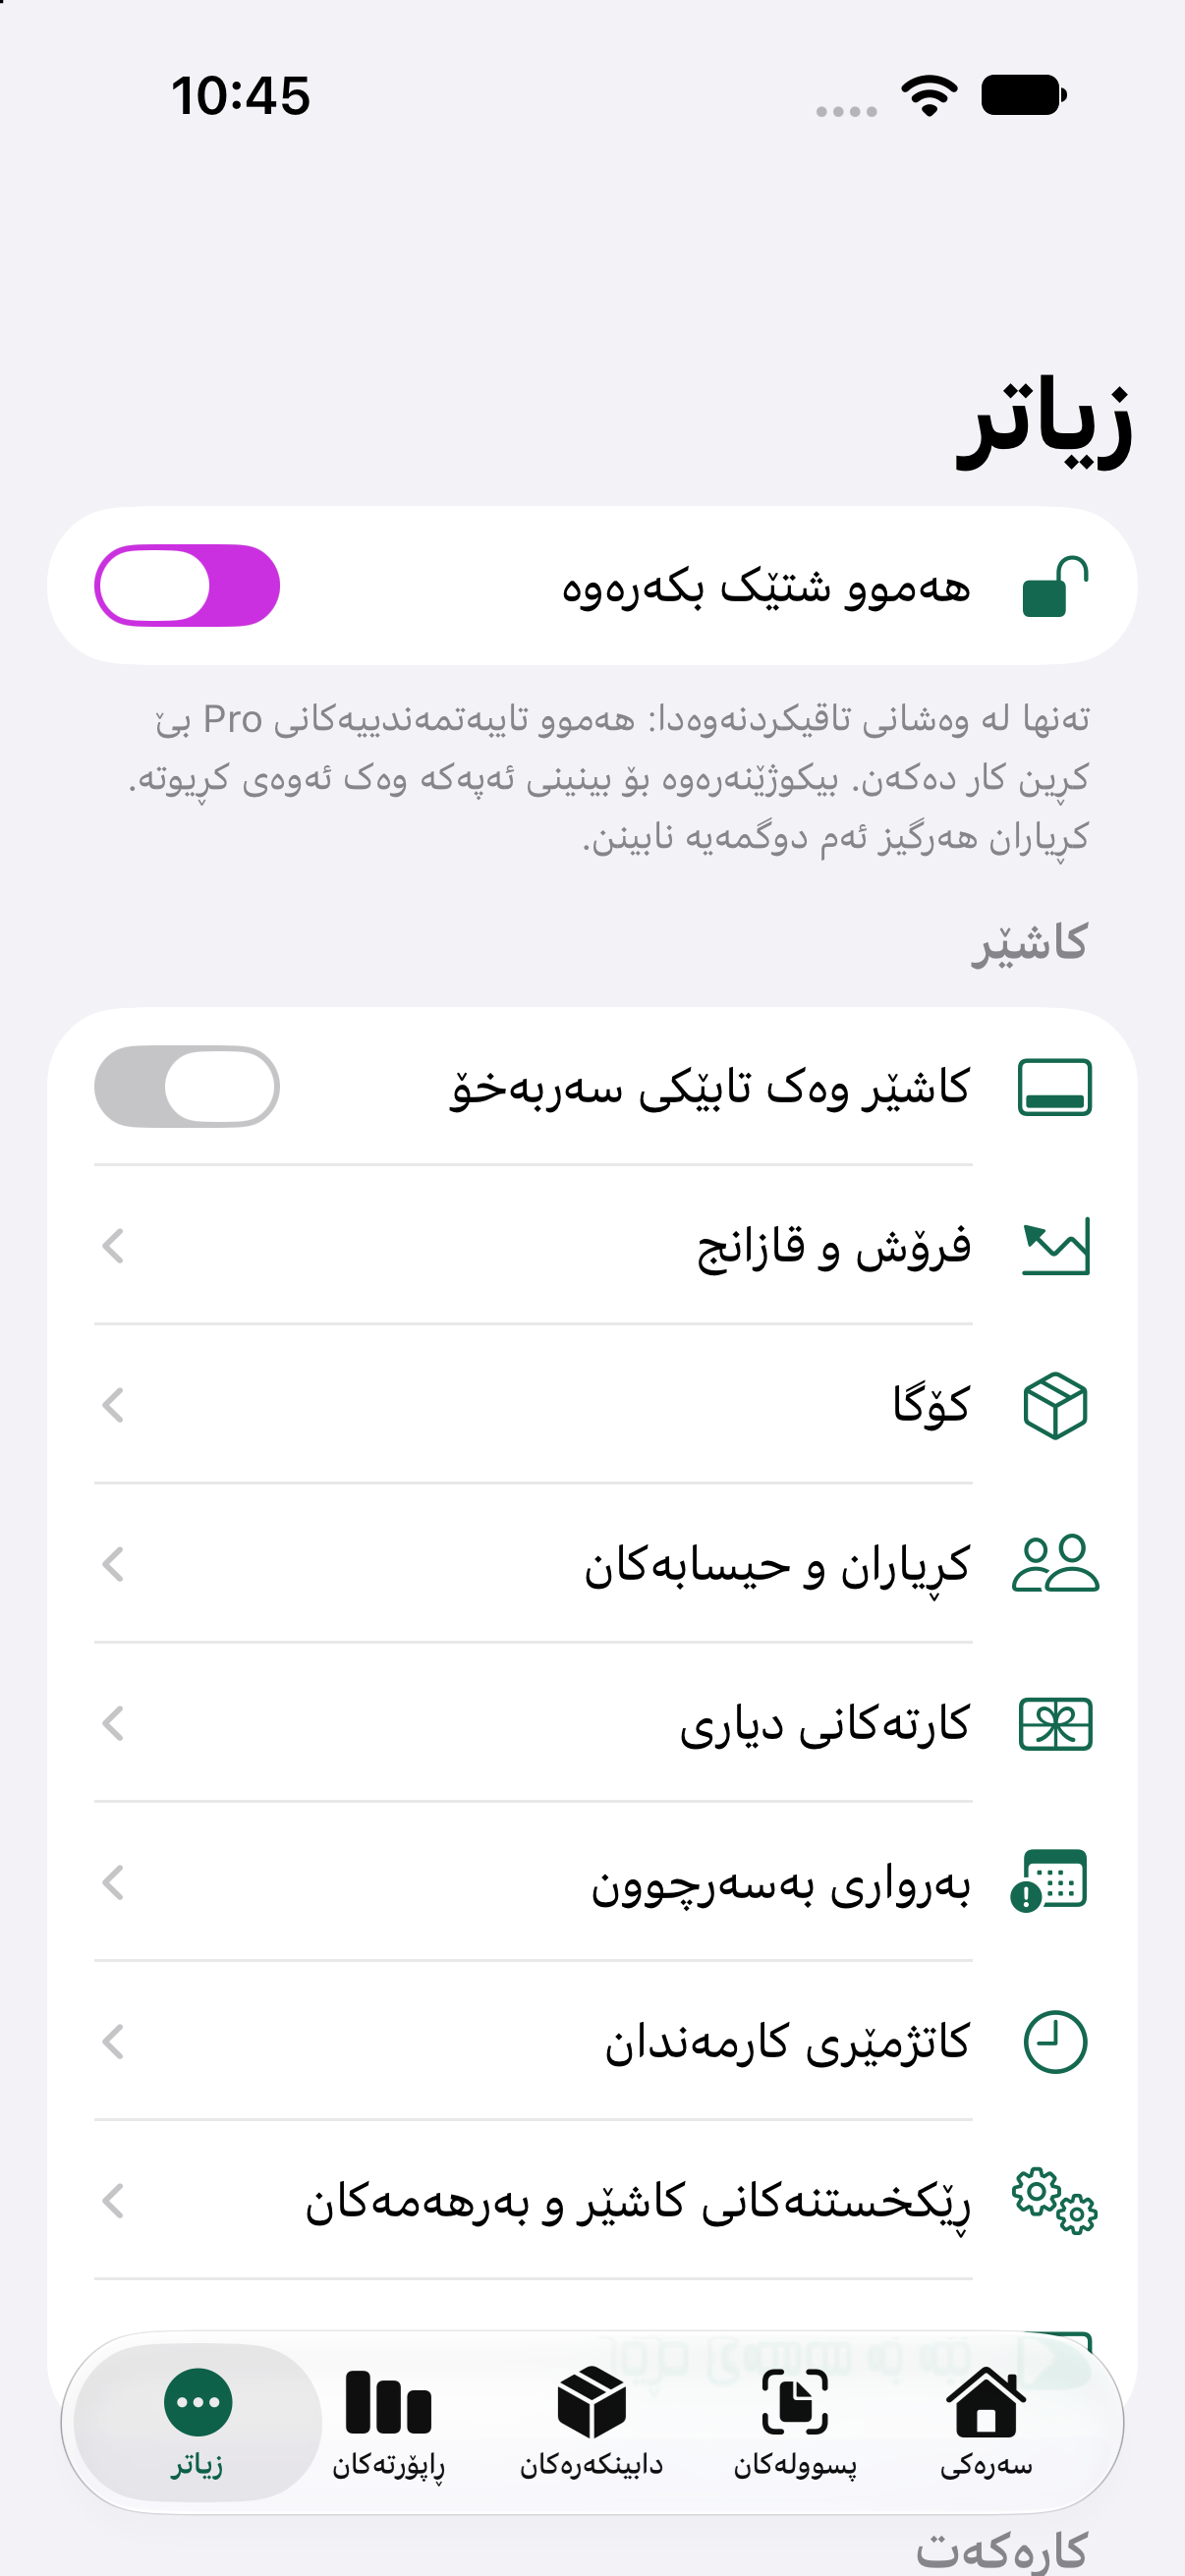 10:45
زیاتر
هەموو شتێک بکەرەوە
تەنها لە وەشانی تاقیکردنەوەدا: هەموو تایبەتمەندییەکانی Pro بێ
کڕین کار دەکەن. بیکوژێنەرەوە بۆ بینینی ئەپەکە وەک ئەوەی کڕیوتە.
کڕیاران هەرگیز ئەم دوگمەیە نابینن.
کاشێر
کاشێر وەک تابێکی سەربەخۆ
فرۆش و قازانج
کۆگا
کڕیاران و حیسابەکان
کارتەکانی دیاری
بەرواری بەسەرچوون
کاتژمێری کارمەندان
ڕێکخستنەکانی کاشێر و بەرهەمەکان
سەرەکی
پسوولەکان
دابینکەرەکان
ڕاپۆرتەکان
زیاتر
کارەکەت